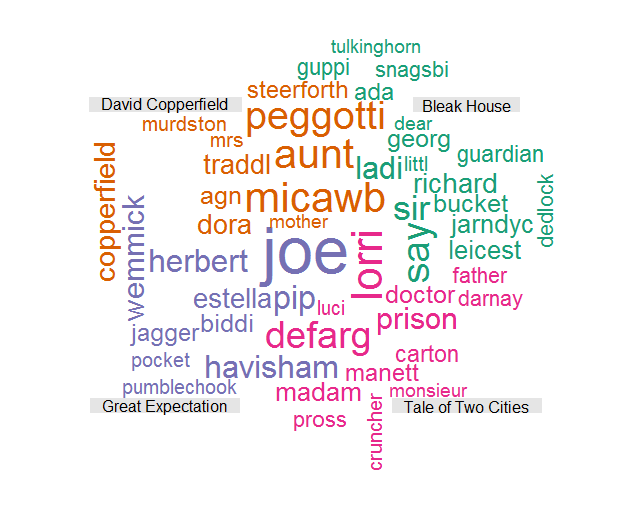 tulkinghorn
guppi
snagsbi
steerforth
ada
David Copperfield
Bleak House
peggotti
murdston
dear
mrs
georg
aunt
guardian
traddl
ladi
littl
copperfield
richard
agn
micawb
sir
bucket
dedlock
wemmick
dora
mother
say
jarndyc
joe
lorri
leicest
herbert
father
estella
pip
luci
doctor
darnay
jagger
biddi
defarg
prison
pocket
havisham
manett
carton
pumblechook
madam
monsieur
Great Expectation
Tale of Two Cities
pross
cruncher